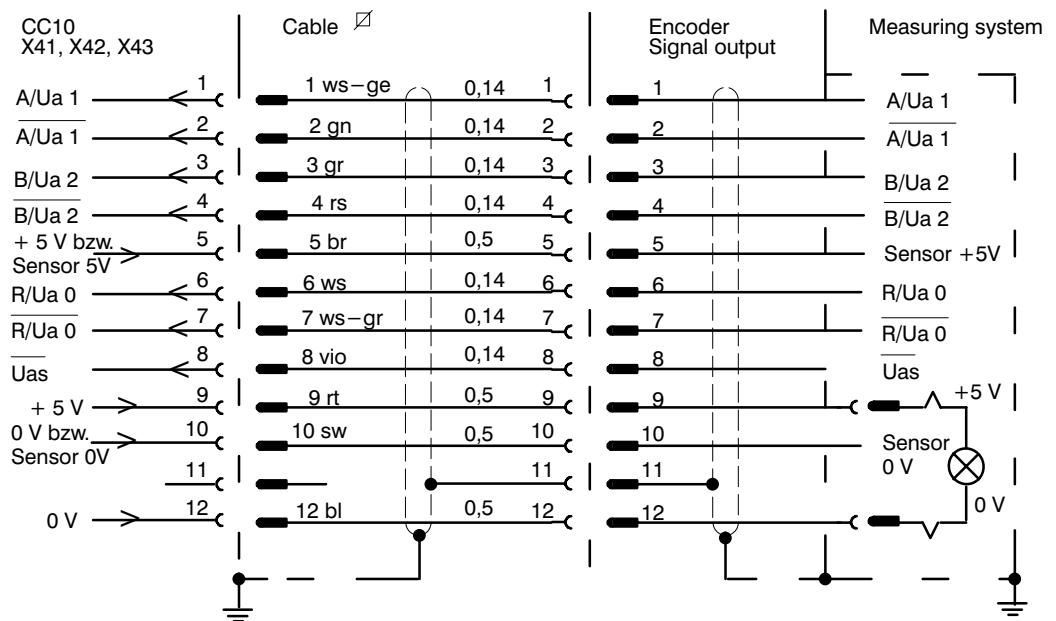 CC10
X41, X42, X43
Cable
Encoder
Signal output
Measuring system
A/Ua 1 1 1 ws–ge 0,14 1 1 A/Ua 1
A/Ua 1 2 2 gn 0,14 2 2 A/Ua 1
B/Ua 2 3 3 gr 0,14 3 3 B/Ua 2
B/Ua 2 4 4 rs 0,14 4 4 B/Ua 2
+ 5 V bzw.
Sensor 5V 5 5 br 0,5 5 5 Sensor +5V
R/Ua 0 6 6 ws 0,14 6 6 R/Ua 0
R/Ua 0 7 7 ws–gr 0,14 7 7 R/Ua 0
Uas 8 8 vio 0,14 8 8 Uas
+ 5 V 9 9 rt 0,5 9 9 +5 V
0 V bzw.
Sensor 0V 10 10 sw 0,5 10 10 Sensor
0 V
11 11 11
0 V 12 12 bl 0,5 12 12 0 V